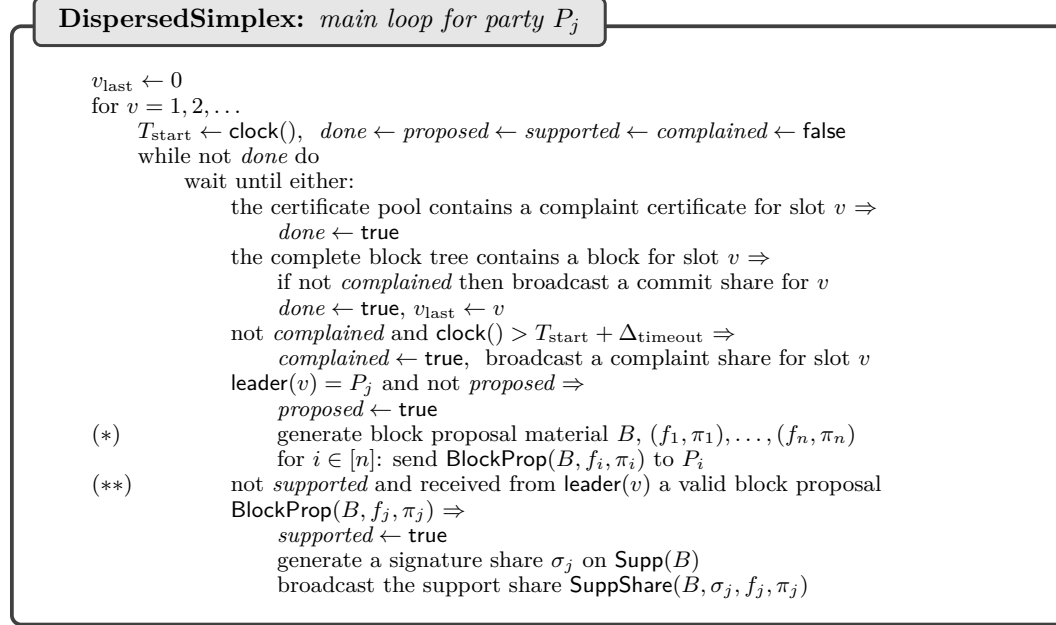 DispersedSimplex: main loop for party P_j
v_last ← 0
for v = 1, 2, …
T_start ← clock(), done ← proposed ← supported ← complained ← false
while not done do
wait until either:
the certificate pool contains a complaint certificate for slot v ⇒
done ← true
the complete block tree contains a block for slot v ⇒
if not complained then broadcast a commit share for v
done ← true, v_last ← v
not complained and clock() > T_start + Δ_timeout ⇒
complained ← true, broadcast a complaint share for slot v
leader(v) = P_j and not proposed ⇒
proposed ← true
(∗) generate block proposal material B, (f_1, π_1), …, (f_n, π_n)
for i ∈ [n]: send BlockProp(B, f_i, π_i) to P_i
(∗∗) not supported and received from leader(v) a valid block proposal
BlockProp(B, f_j, π_j) ⇒
supported ← true
generate a signature share σ_j on Supp(B)
broadcast the support share SuppShare(B, σ_j, f_j, π_j)